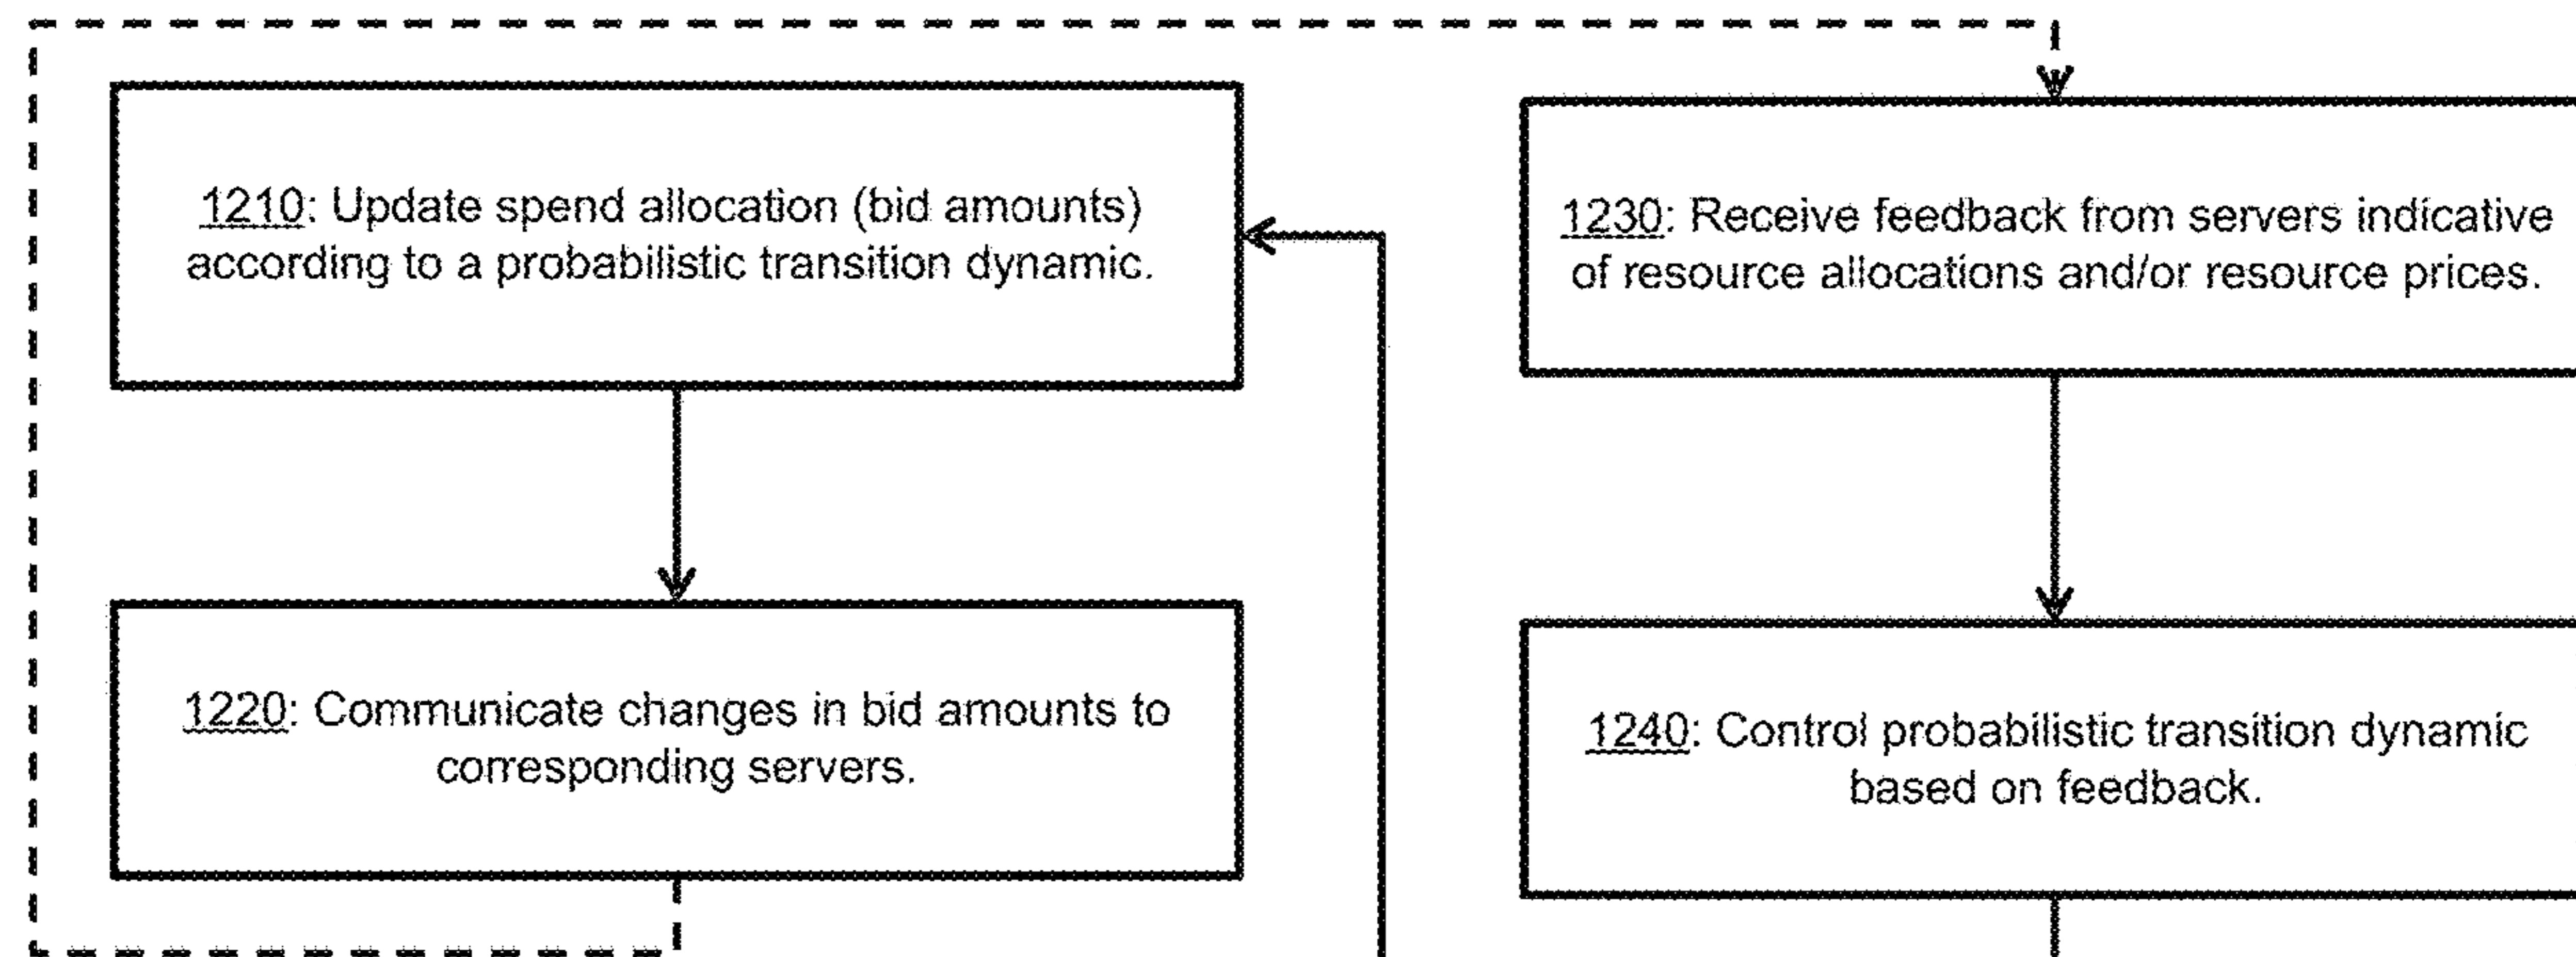 1210: Update spend allocation (bid amounts)
according to a probabilistic transition dynamic.
1220: Communicate changes in bid amounts to
corresponding servers.
1230: Receive feedback from servers indicative
of resource allocations and/or resource prices.
1240: Control probabilistic transition dynamic
based on feedback.